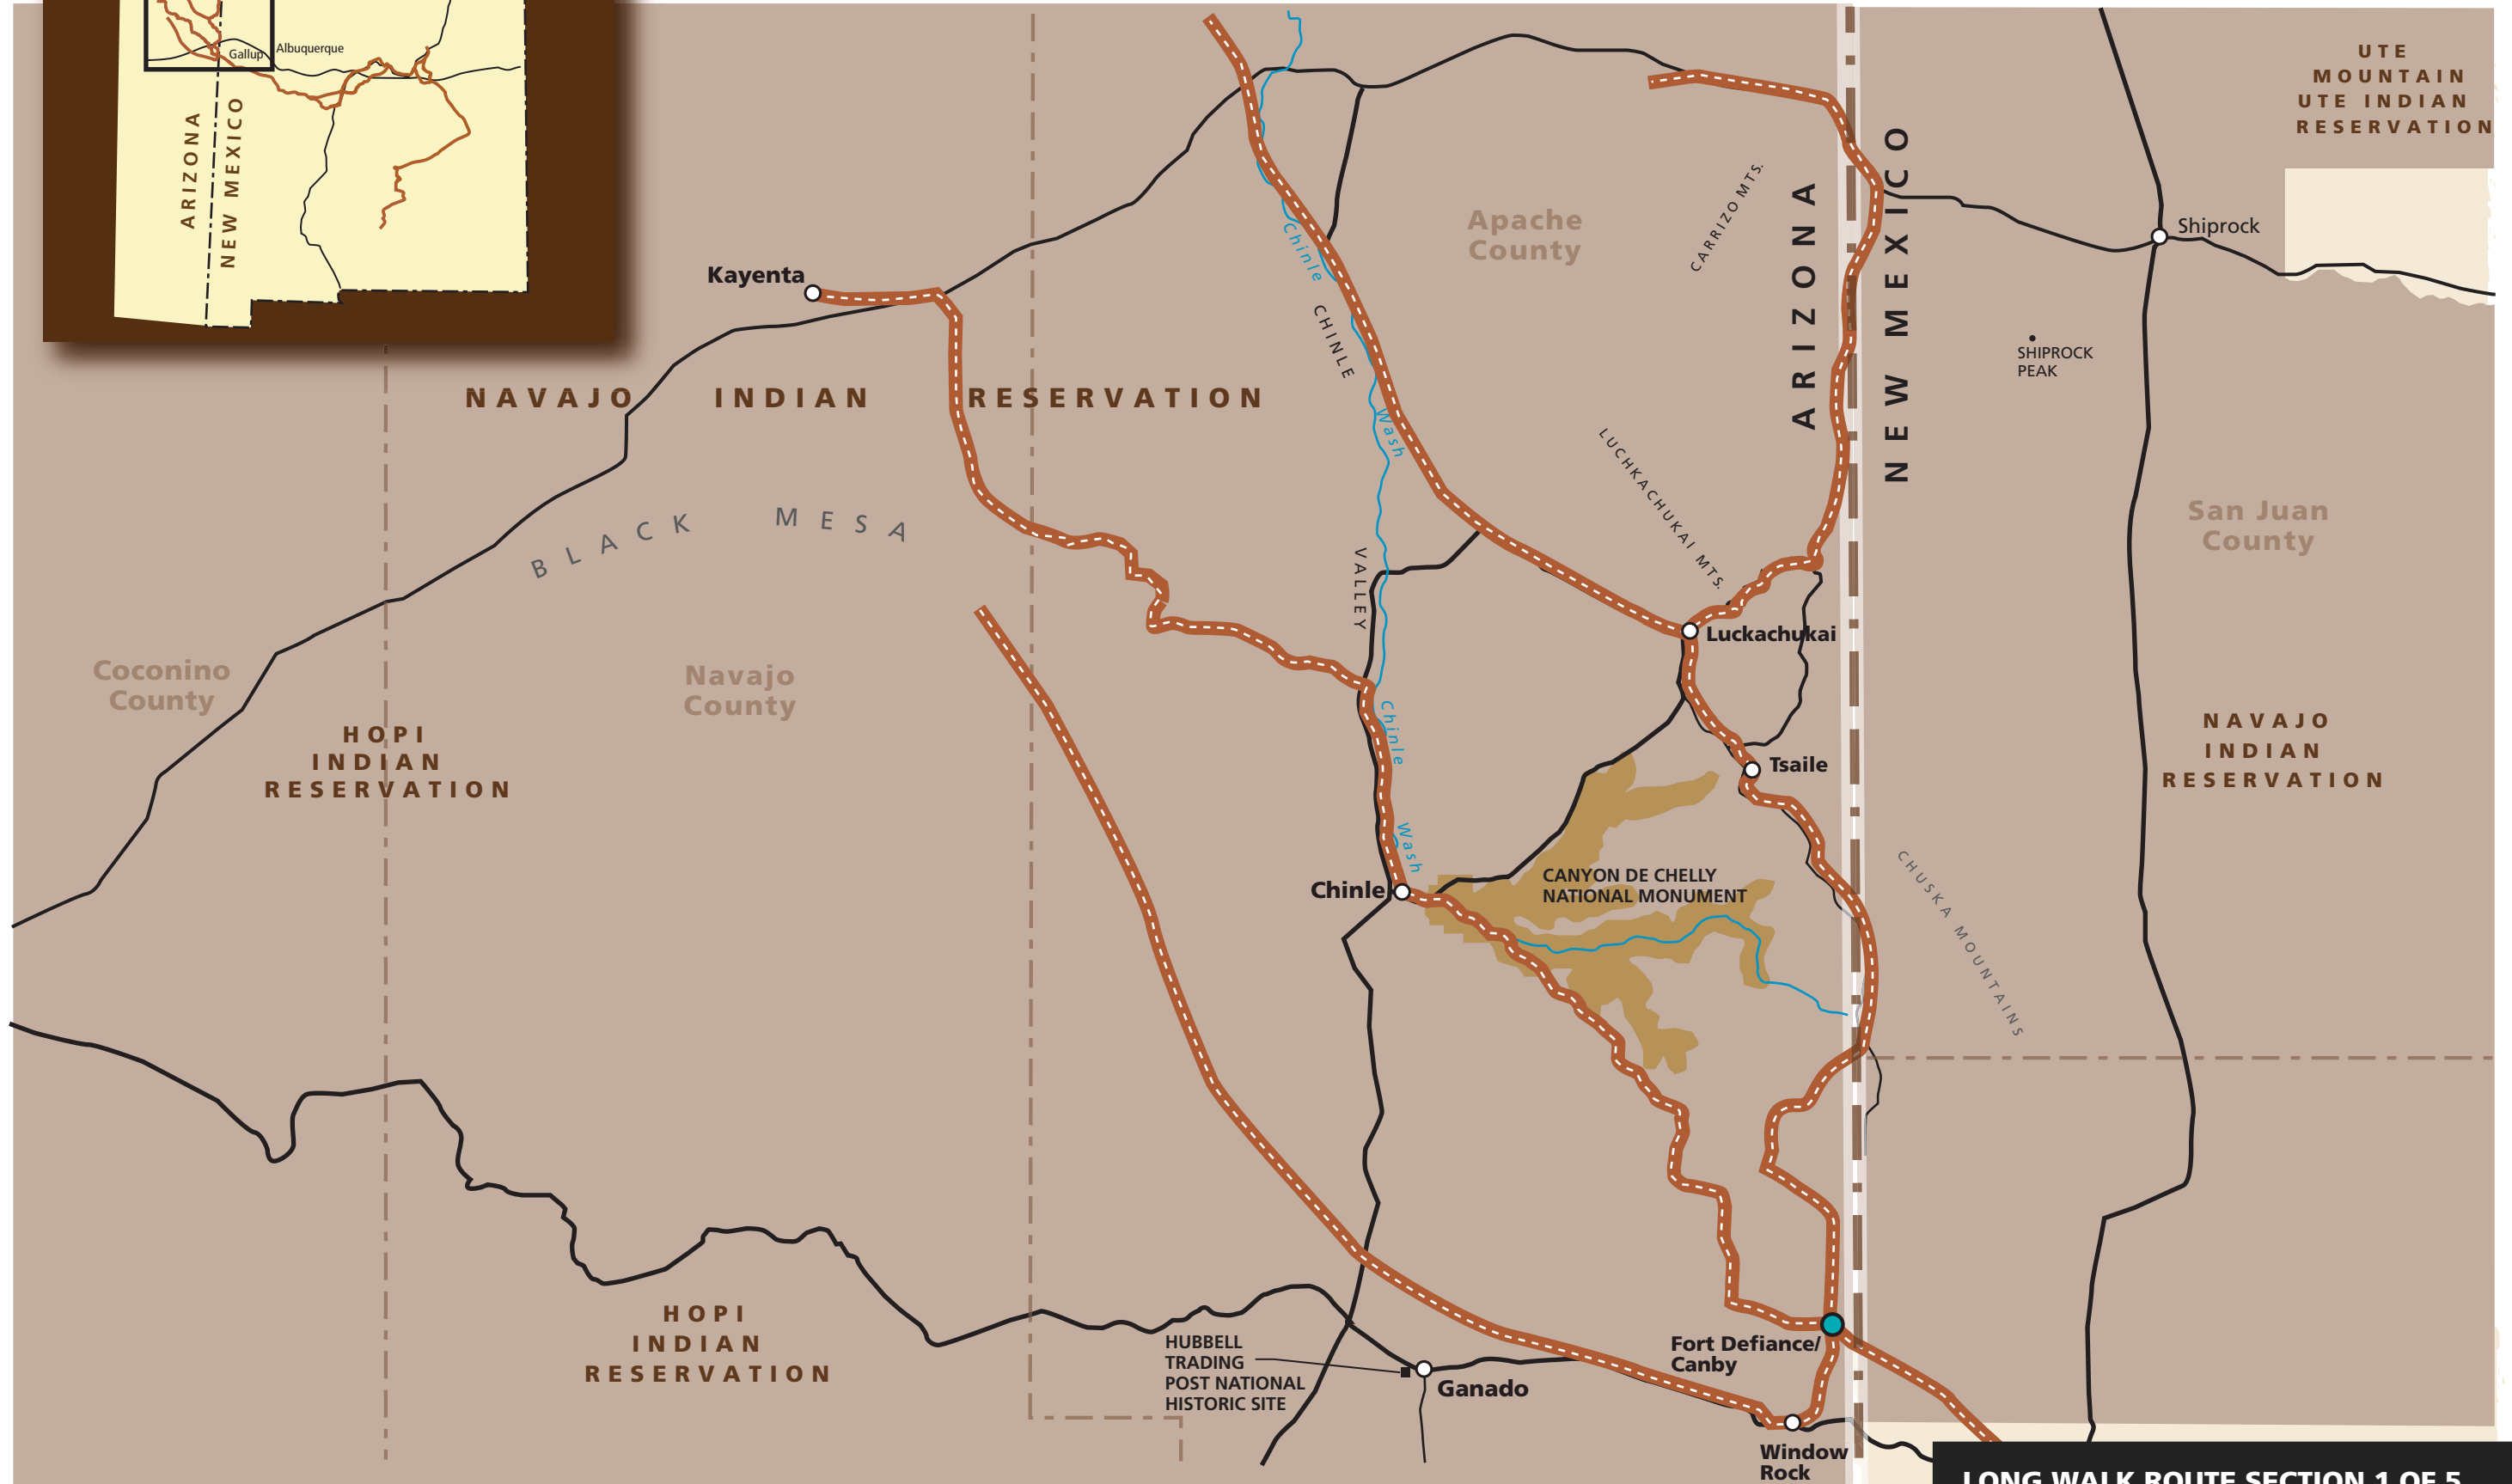 Gallup
Albuquerque
ARIZONA
NEW MEXICO
UTE
MOUNTAIN
UTE INDIAN
RESERVATION
Apache
County
CARRIZO MTS.
ARIZONA
NEW MEXICO
Shiprock
Kayenta
Chinle
CHINLE
SHIPROCK
PEAK
NAVAJO INDIAN RESERVATION
Wash
LUCHKACHUKAI MTS.
BLACK MESA
San Juan
County
VALLEY
Luckachukai
Coconino
County
Navajo
County
HOPI
INDIAN
RESERVATION
NAVAJO
INDIAN
RESERVATION
Chinle
Tsaile
Wash
CANYON DE CHELLY
NATIONAL MONUMENT
Chinle
CHUSKA MOUNTAINS
HOPI
INDIAN
RESERVATION
HUBBELL
TRADING
POST NATIONAL
HISTORIC SITE
Ganado
Fort Defiance/
Canby
Window
Rock
LONG WALK ROUTE SECTION 1 OF 5